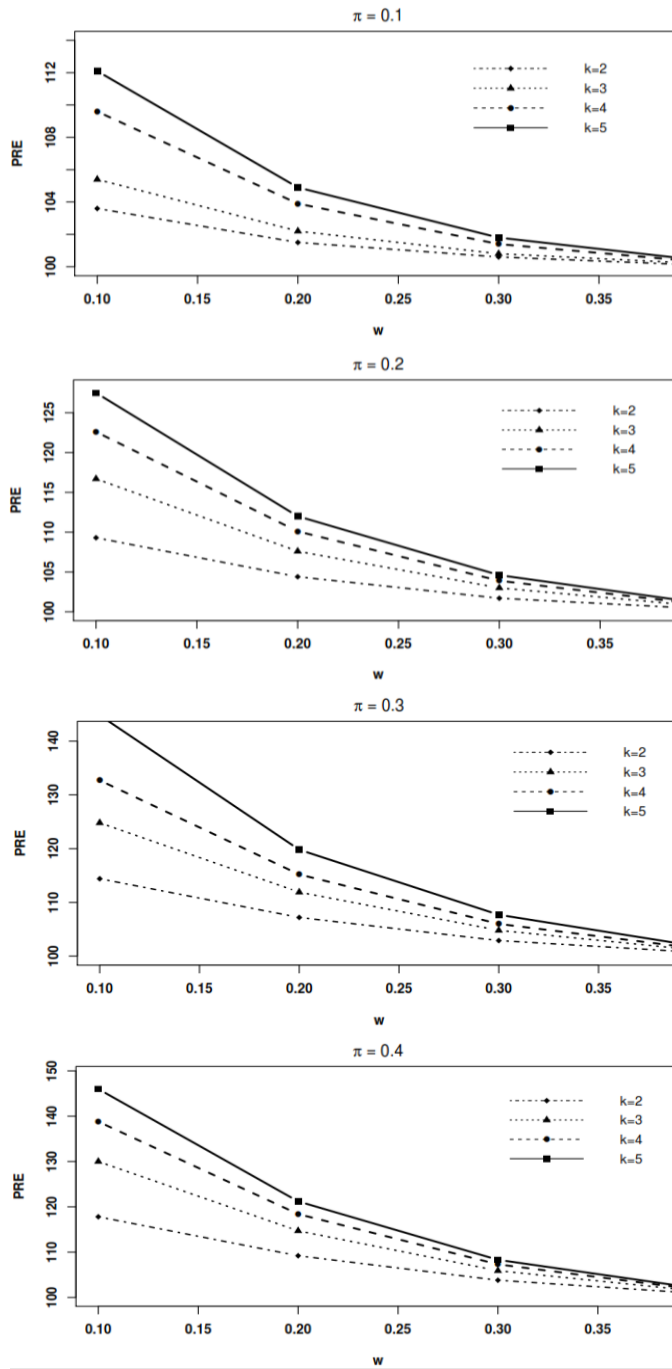 π = 0.1
PRE
112
108
104
100
k=2
k=3
k=4
k=5
0.10 0.15 0.20 0.25 0.30 0.35
w
π = 0.2
PRE
125
120
115
110
105
100
k=2
k=3
k=4
k=5
0.10 0.15 0.20 0.25 0.30 0.35
w
π = 0.3
PRE
140
130
120
110
100
k=2
k=3
k=4
k=5
0.10 0.15 0.20 0.25 0.30 0.35
w
π = 0.4
PRE
150
140
130
120
110
100
k=2
k=3
k=4
k=5
0.10 0.15 0.20 0.25 0.30 0.35
w